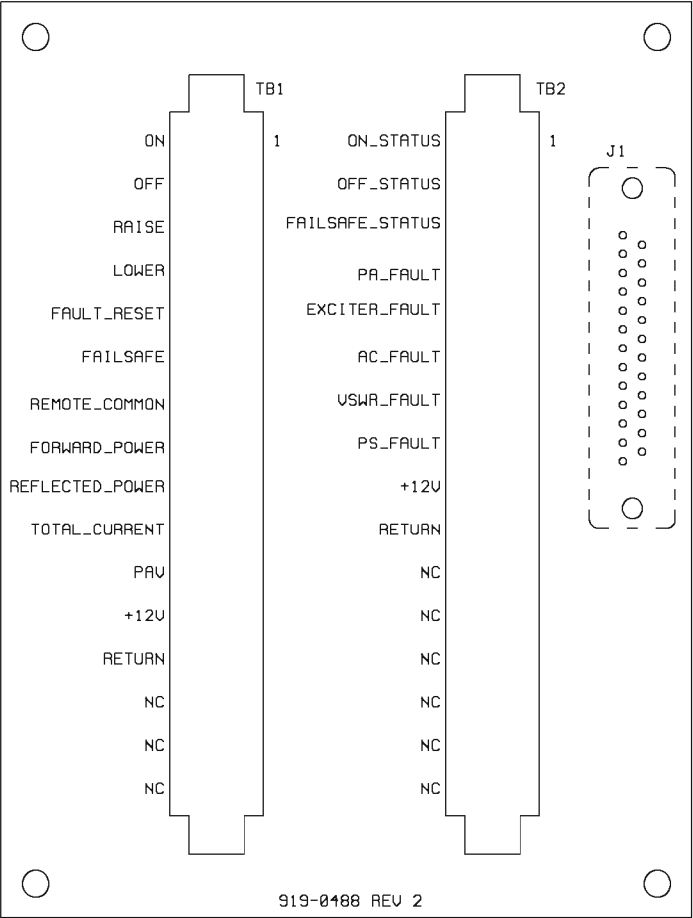 TB1
TB2
ON
1
ON_STATUS
1
J1
OFF
OFF_STATUS
RAISE
FAILSAFE_STATUS
LOWER
PA_FAULT
FAULT_RESET
EXCITER_FAULT
FAILSAFE
AC_FAULT
REMOTE_COMMON
VSWR_FAULT
FORWARD_POWER
PS_FAULT
REFLECTED_POWER
+12V
TOTAL_CURRENT
RETURN
PAV
NC
+12V
NC
RETURN
NC
NC
NC
NC
NC
NC
NC
919-0488 REV 2